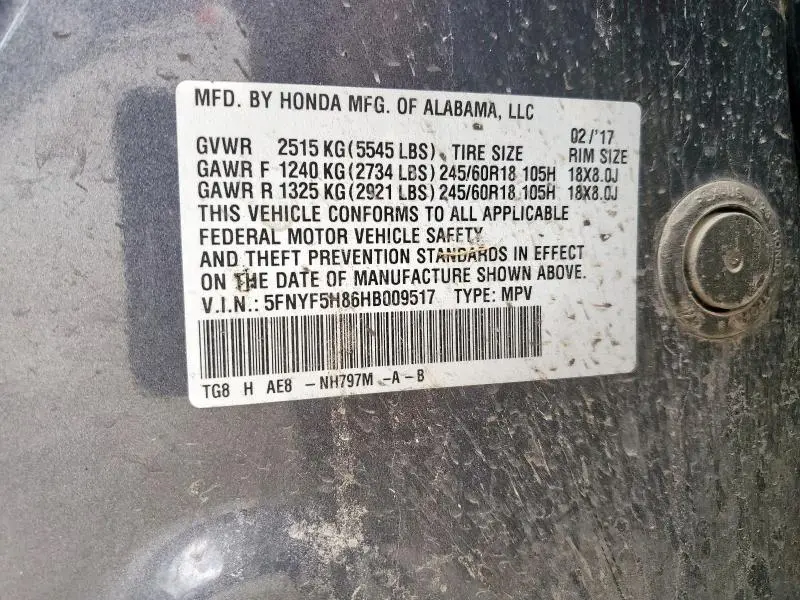 MFD. BY HONDA MFG. OF ALABAMA, LLC
02/'17
GVWR 2515 KG(5545 LBS) TIRE SIZE RIM SIZE
GAWR F 1240 KG(2734 LBS) 245/60R18 105H 18X8.0J
GAWR R 1325 KG(2921 LBS) 245/60R18 105H 18X8.0J
THIS VEHICLE CONFORMS TO ALL APPLICABLE
FEDERAL MOTOR VEHICLE SAFETY
AND THEFT PREVENTION STANDARDS IN EFFECT
ON THE DATE OF MANUFACTURE SHOWN ABOVE.
V.I.N.: 5FNYF5H86HB009517 TYPE: MPV
TG8 H AE8 -NH797M -A-B